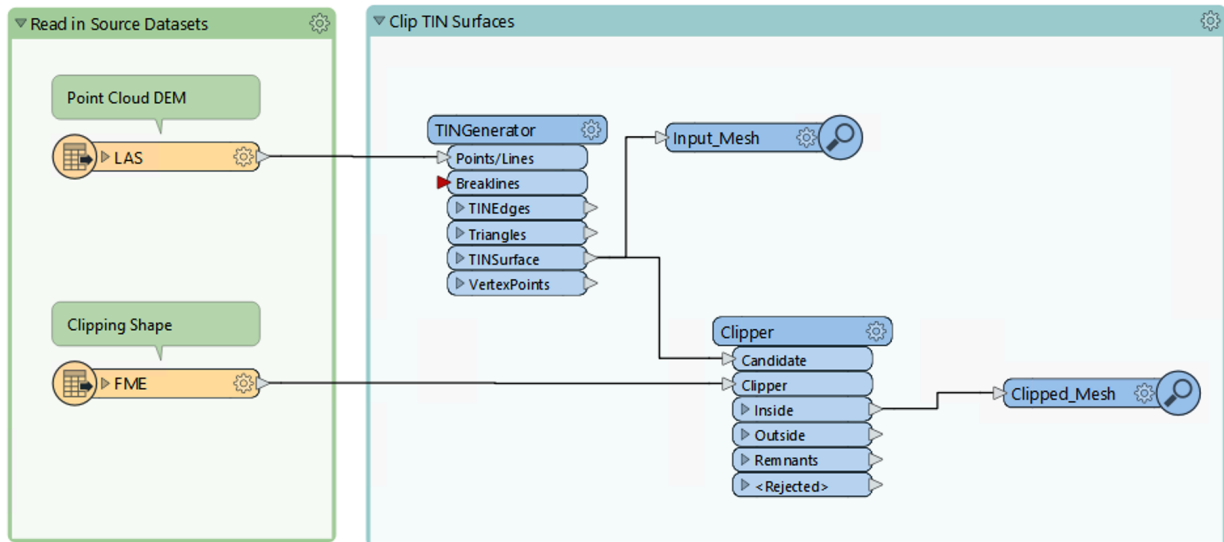 Read in Source Datasets
Clip TIN Surfaces
Point Cloud DEM
LAS
TINGenerator
Points/Lines
Breaklines
TINEdges
Triangles
TINSurface
VertexPoints
Input_Mesh
Clipping Shape
FME
Clipper
Candidate
Clipper
Inside
Outside
Remnants
<Rejected>
Clipped_Mesh